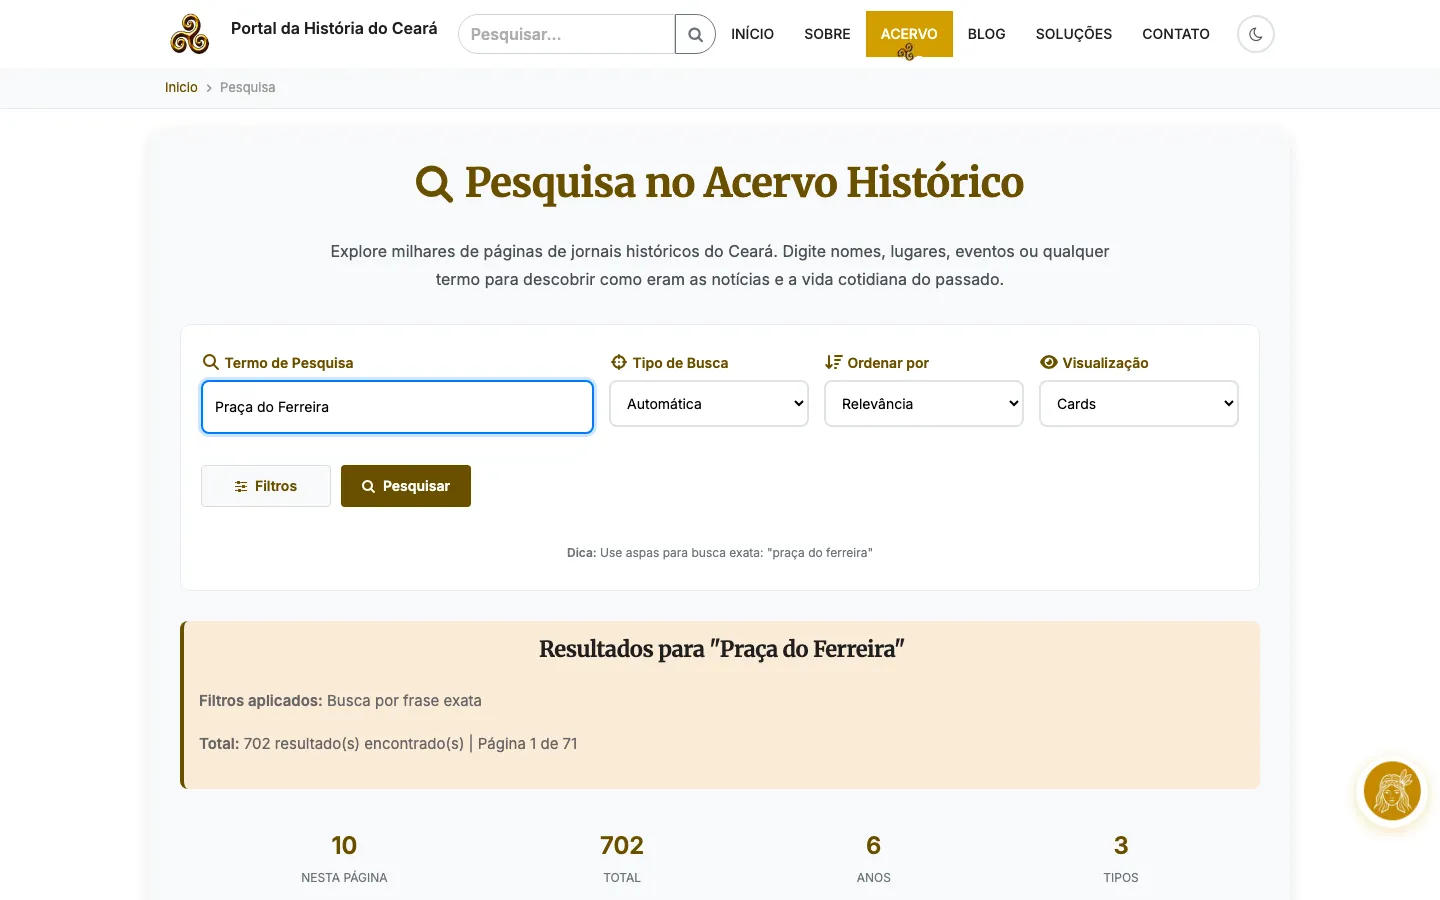 Portal da História do Ceará
Pesquisar...
INÍCIO
SOBRE
ACERVO
BLOG
SOLUÇÕES
CONTATO
Inicio
Pesquisa
Pesquisa no Acervo Histórico
Explore milhares de páginas de jornais históricos do Ceará. Digite nomes, lugares, eventos ou qualquer
termo para descobrir como eram as notícias e a vida cotidiana do passado.
Termo de Pesquisa
Tipo de Busca
Ordenar por
Visualização
Praça do Ferreira
Automática
Relevância
Cards
Filtros
Pesquisar
Dica: Use aspas para busca exata: "praça do ferreira"
Resultados para "Praça do Ferreira"
Filtros aplicados: Busca por frase exata
Total: 702 resultado(s) encontrado(s) | Página 1 de 71
10
702
6
3
NESTA PÁGINA
TOTAL
ANOS
TIPOS